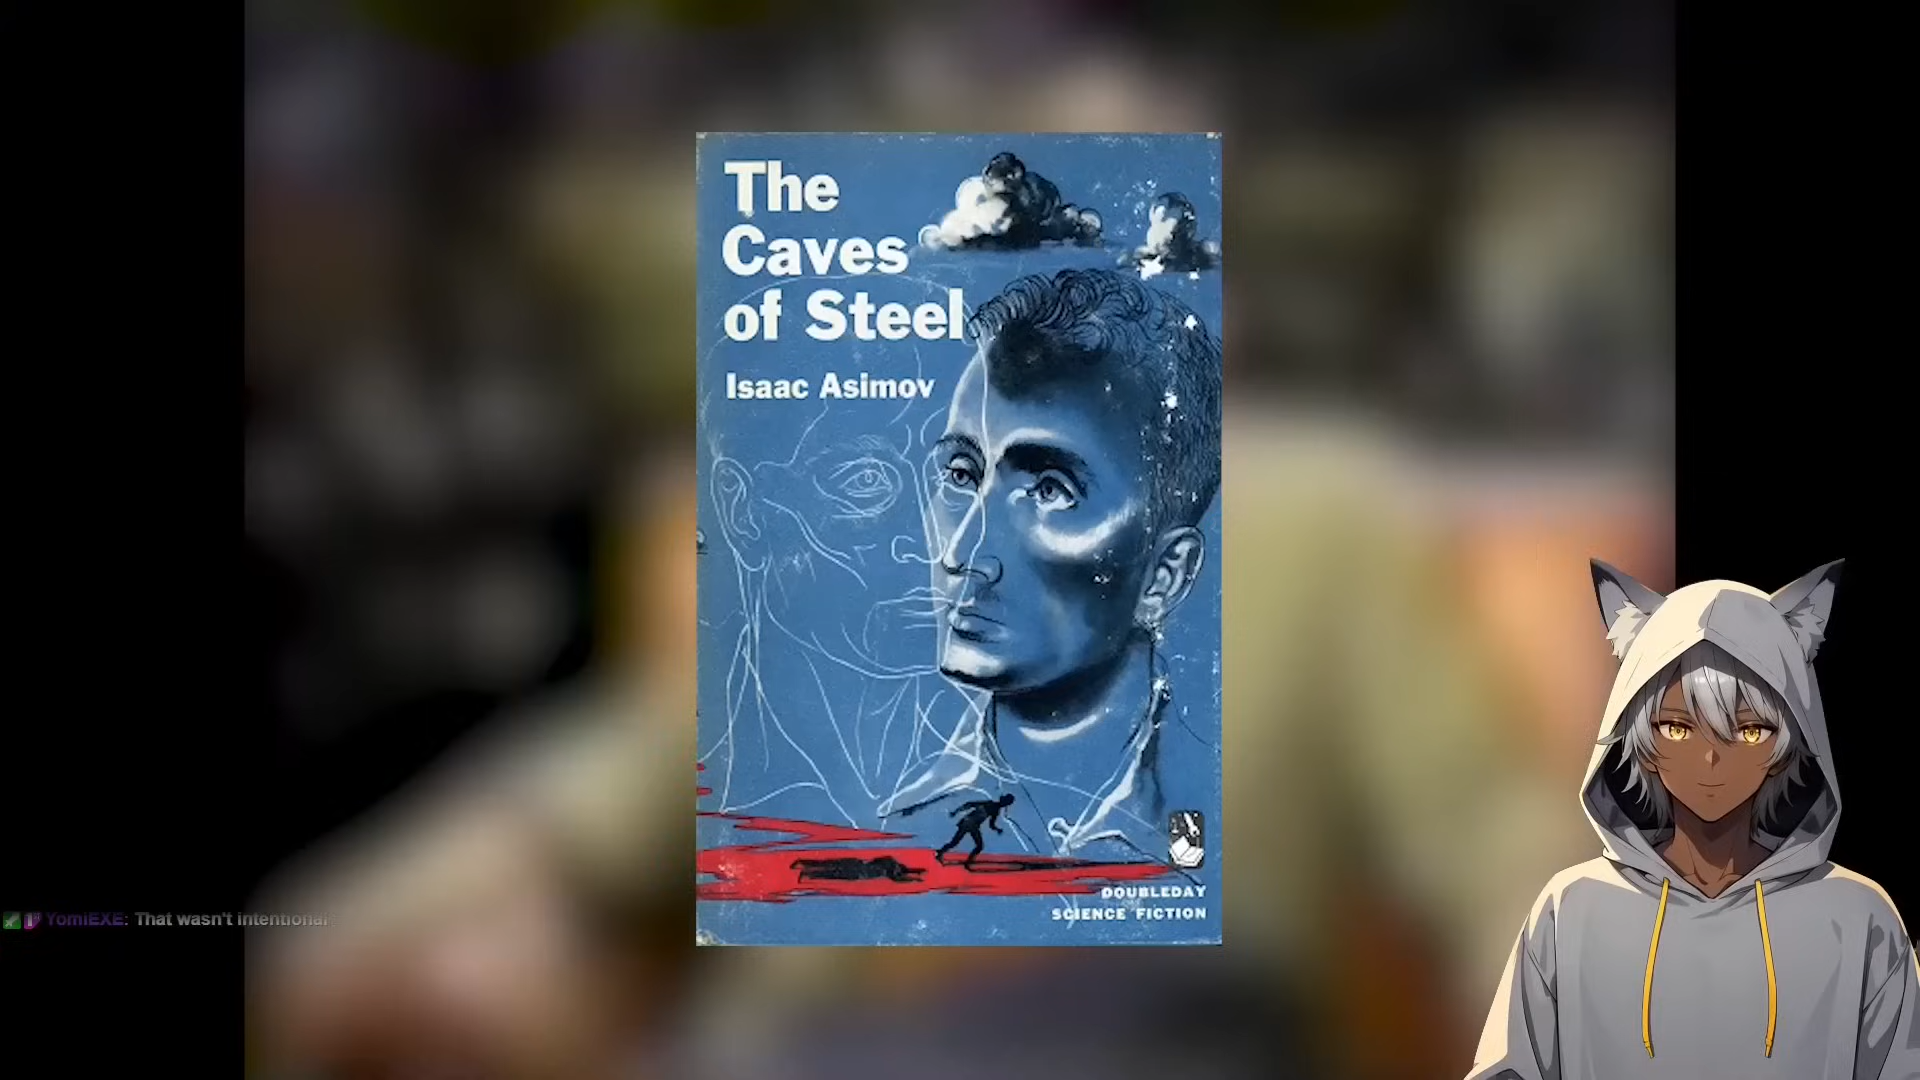 The
Caves
of Steel
Isaac Asimov
DOUBLEDAY
SCIENCE FICTION
YomiEXE: That wasn't intentional